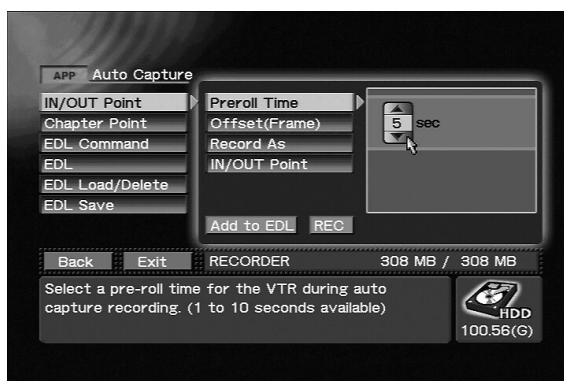 APP Auto Capture
IN/OUT Point
Chapter Point
EDL Command
EDL
EDL Load/Delete
EDL Save
Preroll Time
Offset(Frame)
Record As
IN/OUT Point
5 sec
Add to EDL REC
Back Exit RECORDER 308 MB / 308 MB
Select a pre-roll time for the VTR during auto
capture recording. (1 to 10 seconds available)
HDD
100.56(G)